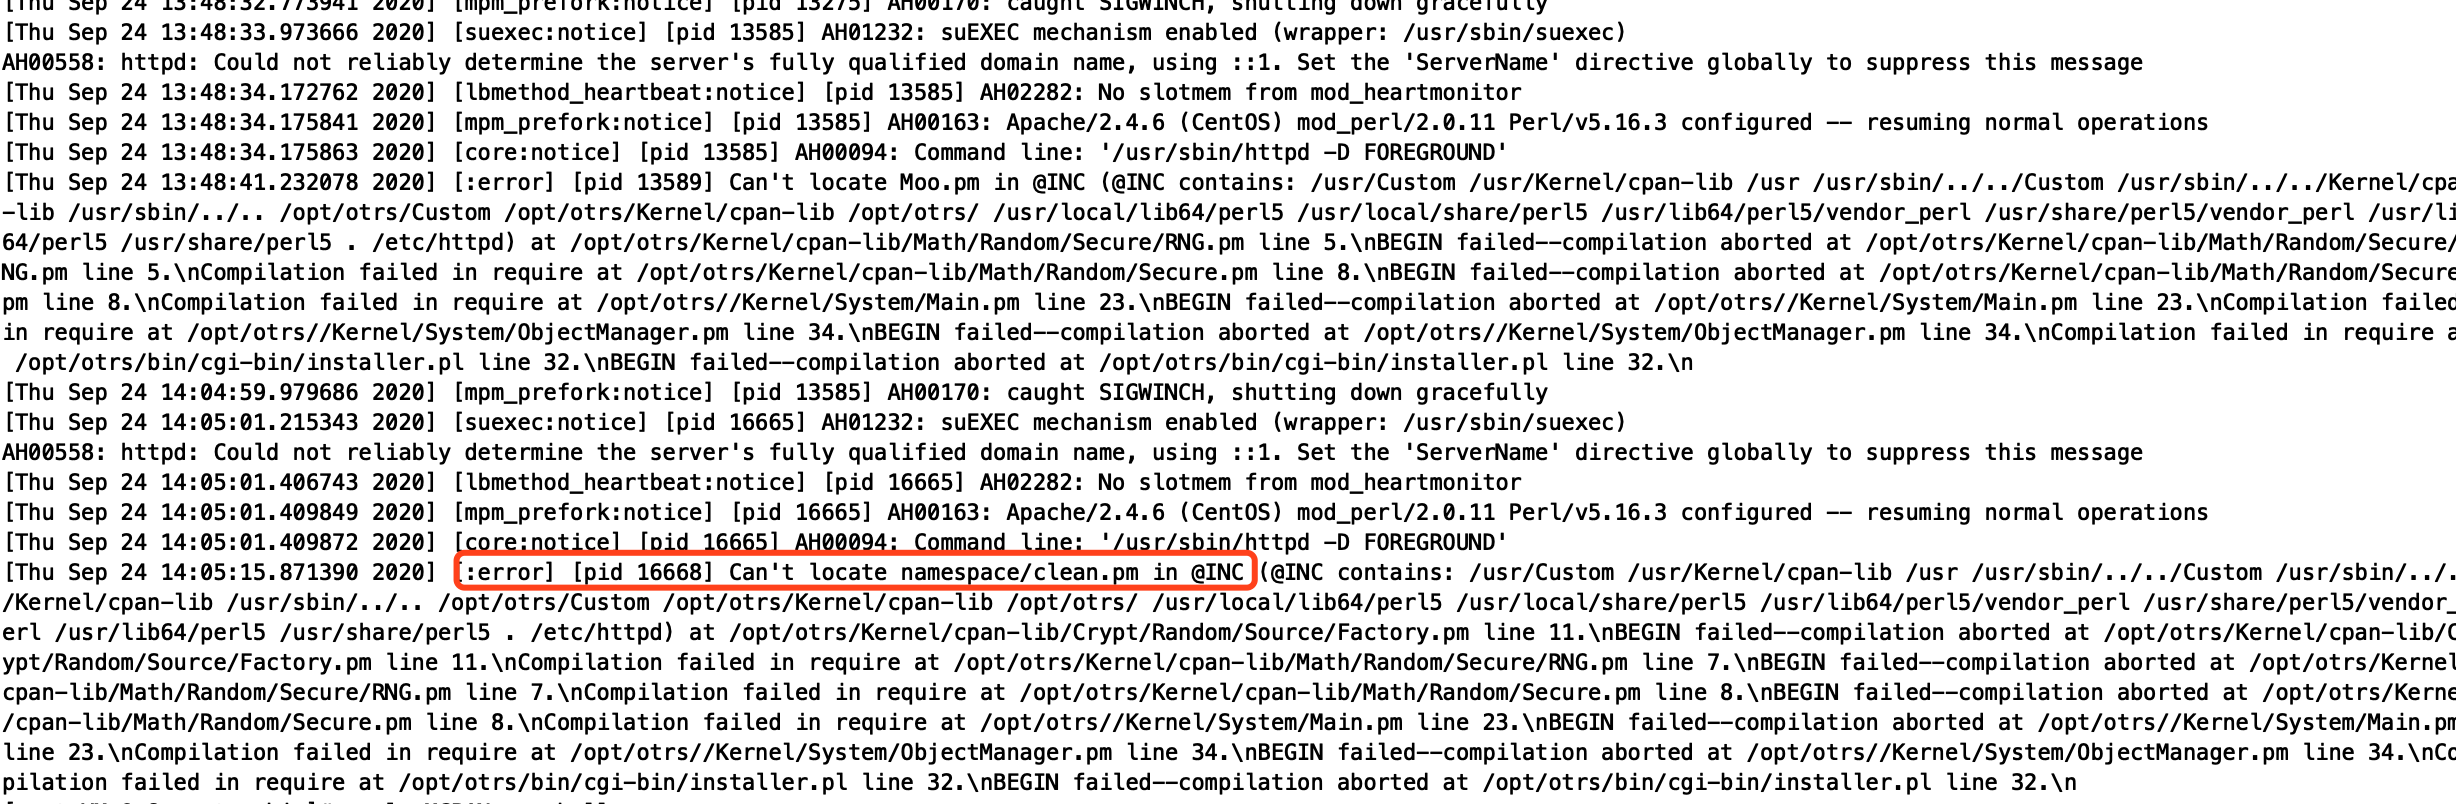 [Thu Sep 24 13:48:32.773941 2020] [mpm_prefork:notice] [pid 13275] AH00170: caught SIGWINCH, shutting down gracefully
[Thu Sep 24 13:48:33.973666 2020] [suexec:notice] [pid 13585] AH01232: suEXEC mechanism enabled (wrapper: /usr/sbin/suexec)
AH00558: httpd: Could not reliably determine the server's fully qualified domain name, using ::1. Set the 'ServerName' directive globally to suppress this message
[Thu Sep 24 13:48:34.172762 2020] [lbmethod_heartbeat:notice] [pid 13585] AH02282: No slotmem from mod_heartmonitor
[Thu Sep 24 13:48:34.175841 2020] [mpm_prefork:notice] [pid 13585] AH00163: Apache/2.4.6 (CentOS) mod_perl/2.0.11 Perl/v5.16.3 configured -- resuming normal operations
[Thu Sep 24 13:48:34.175863 2020] [core:notice] [pid 13585] AH00094: Command line: '/usr/sbin/httpd -D FOREGROUND'
[Thu Sep 24 13:48:41.232078 2020] [:error] [pid 13589] Can't locate Moo.pm in @INC (@INC contains: /usr/Custom /usr/Kernel/cpan-lib /usr /usr/sbin/../../Custom /usr/sbin/../../Kernel/cpa
-lib /usr/sbin/../.. /opt/otrs/Custom /opt/otrs/Kernel/cpan-lib /opt/otrs/ /usr/local/lib64/perl5 /usr/local/share/perl5 /usr/lib64/perl5/vendor_perl /usr/share/perl5/vendor_perl /usr/li
64/perl5 /usr/share/perl5 . /etc/httpd) at /opt/otrs/Kernel/cpan-lib/Math/Random/Secure/RNG.pm line 5.\nBEGIN failed--compilation aborted at /opt/otrs/Kernel/cpan-lib/Math/Random/Secure/
NG.pm line 5.\nCompilation failed in require at /opt/otrs/Kernel/cpan-lib/Math/Random/Secure.pm line 8.\nBEGIN failed--compilation aborted at /opt/otrs/Kernel/cpan-lib/Math/Random/Secure
pm line 8.\nCompilation failed in require at /opt/otrs//Kernel/System/Main.pm line 23.\nBEGIN failed--compilation aborted at /opt/otrs//Kernel/System/Main.pm line 23.\nCompilation failed
in require at /opt/otrs//Kernel/System/ObjectManager.pm line 34.\nBEGIN failed--compilation aborted at /opt/otrs//Kernel/System/ObjectManager.pm line 34.\nCompilation failed in require a
/opt/otrs/bin/cgi-bin/installer.pl line 32.\nBEGIN failed--compilation aborted at /opt/otrs/bin/cgi-bin/installer.pl line 32.\n
[Thu Sep 24 14:04:59.979686 2020] [mpm_prefork:notice] [pid 13585] AH00170: caught SIGWINCH, shutting down gracefully
[Thu Sep 24 14:05:01.215343 2020] [suexec:notice] [pid 16665] AH01232: suEXEC mechanism enabled (wrapper: /usr/sbin/suexec)
AH00558: httpd: Could not reliably determine the server's fully qualified domain name, using ::1. Set the 'ServerName' directive globally to suppress this message
[Thu Sep 24 14:05:01.406743 2020] [lbmethod_heartbeat:notice] [pid 16665] AH02282: No slotmem from mod_heartmonitor
[Thu Sep 24 14:05:01.409849 2020] [mpm_prefork:notice] [pid 16665] AH00163: Apache/2.4.6 (CentOS) mod_perl/2.0.11 Perl/v5.16.3 configured -- resuming normal operations
[Thu Sep 24 14:05:01.409872 2020] [core:notice] [pid 16665] AH00094: Command line: '/usr/sbin/httpd -D FOREGROUND'
[Thu Sep 24 14:05:15.871390 2020] [:error] [pid 16668] Can't locate namespace/clean.pm in @INC (@INC contains: /usr/Custom /usr/Kernel/cpan-lib /usr /usr/sbin/../../Custom /usr/sbin/../.
/Kernel/cpan-lib /usr/sbin/../.. /opt/otrs/Custom /opt/otrs/Kernel/cpan-lib /opt/otrs/ /usr/local/lib64/perl5 /usr/local/share/perl5 /usr/lib64/perl5/vendor_perl /usr/share/perl5/vendor_
erl /usr/lib64/perl5 /usr/share/perl5 . /etc/httpd) at /opt/otrs/Kernel/cpan-lib/Crypt/Random/Source/Factory.pm line 11.\nBEGIN failed--compilation aborted at /opt/otrs/Kernel/cpan-lib/C
ypt/Random/Source/Factory.pm line 11.\nCompilation failed in require at /opt/otrs/Kernel/cpan-lib/Math/Random/Secure/RNG.pm line 7.\nBEGIN failed--compilation aborted at /opt/otrs/Kernel
cpan-lib/Math/Random/Secure/RNG.pm line 7.\nCompilation failed in require at /opt/otrs/Kernel/cpan-lib/Math/Random/Secure.pm line 8.\nBEGIN failed--compilation aborted at /opt/otrs/Kerne
/cpan-lib/Math/Random/Secure.pm line 8.\nCompilation failed in require at /opt/otrs//Kernel/System/Main.pm line 23.\nBEGIN failed--compilation aborted at /opt/otrs//Kernel/System/Main.pm
line 23.\nCompilation failed in require at /opt/otrs//Kernel/System/ObjectManager.pm line 34.\nBEGIN failed--compilation aborted at /opt/otrs//Kernel/System/ObjectManager.pm line 34.\nCo
pilation failed in require at /opt/otrs/bin/cgi-bin/installer.pl line 32.\nBEGIN failed--compilation aborted at /opt/otrs/bin/cgi-bin/installer.pl line 32.\n